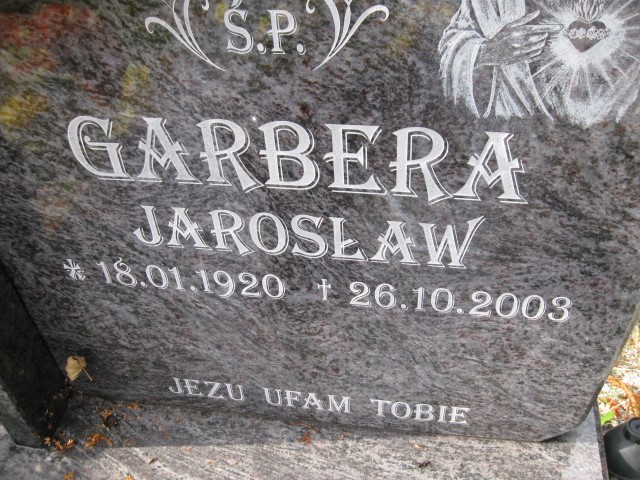 Ś.P.
GARBERA
JAROSŁAW
* 18.01.1920 † 26.10.2003
JEZU UFAM TOBIE